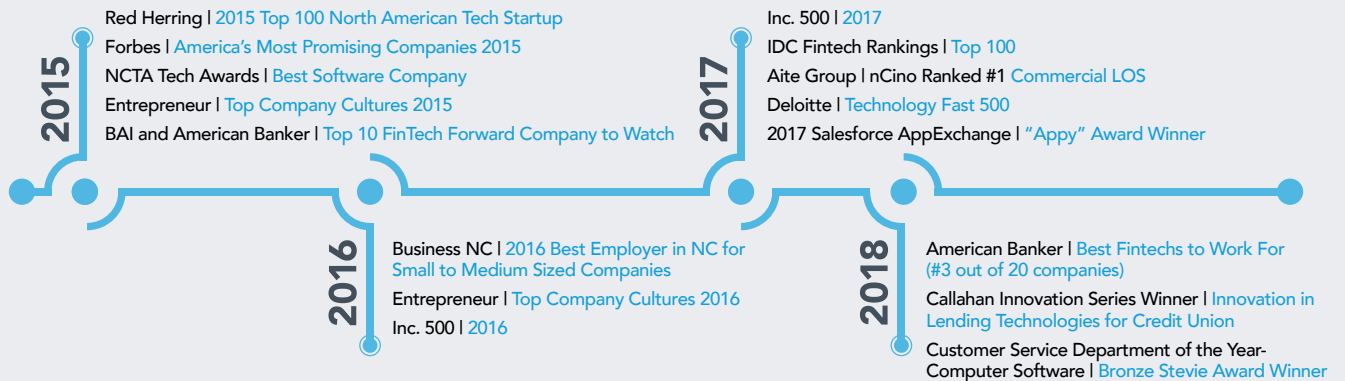 2015
Red Herring | 2015 Top 100 North American Tech Startup
Forbes | America's Most Promising Companies 2015
NCTA Tech Awards | Best Software Company
Entrepreneur | Top Company Cultures 2015
BAI and American Banker | Top 10 FinTech Forward Company to Watch
2016
Business NC | 2016 Best Employer in NC for
Small to Medium Sized Companies
Entrepreneur | Top Company Cultures 2016
Inc. 500 | 2016
2017
Inc. 500 | 2017
IDC Fintech Rankings | Top 100
Aite Group | nCino Ranked #1 Commercial LOS
Deloitte | Technology Fast 500
2017 Salesforce AppExchange | “Appy” Award Winner
2018
American Banker | Best Fintechs to Work For
(#3 out of 20 companies)
Callahan Innovation Series Winner | Innovation in
Lending Technologies for Credit Union
Customer Service Department of the Year-
Computer Software | Bronze Stevie Award Winner